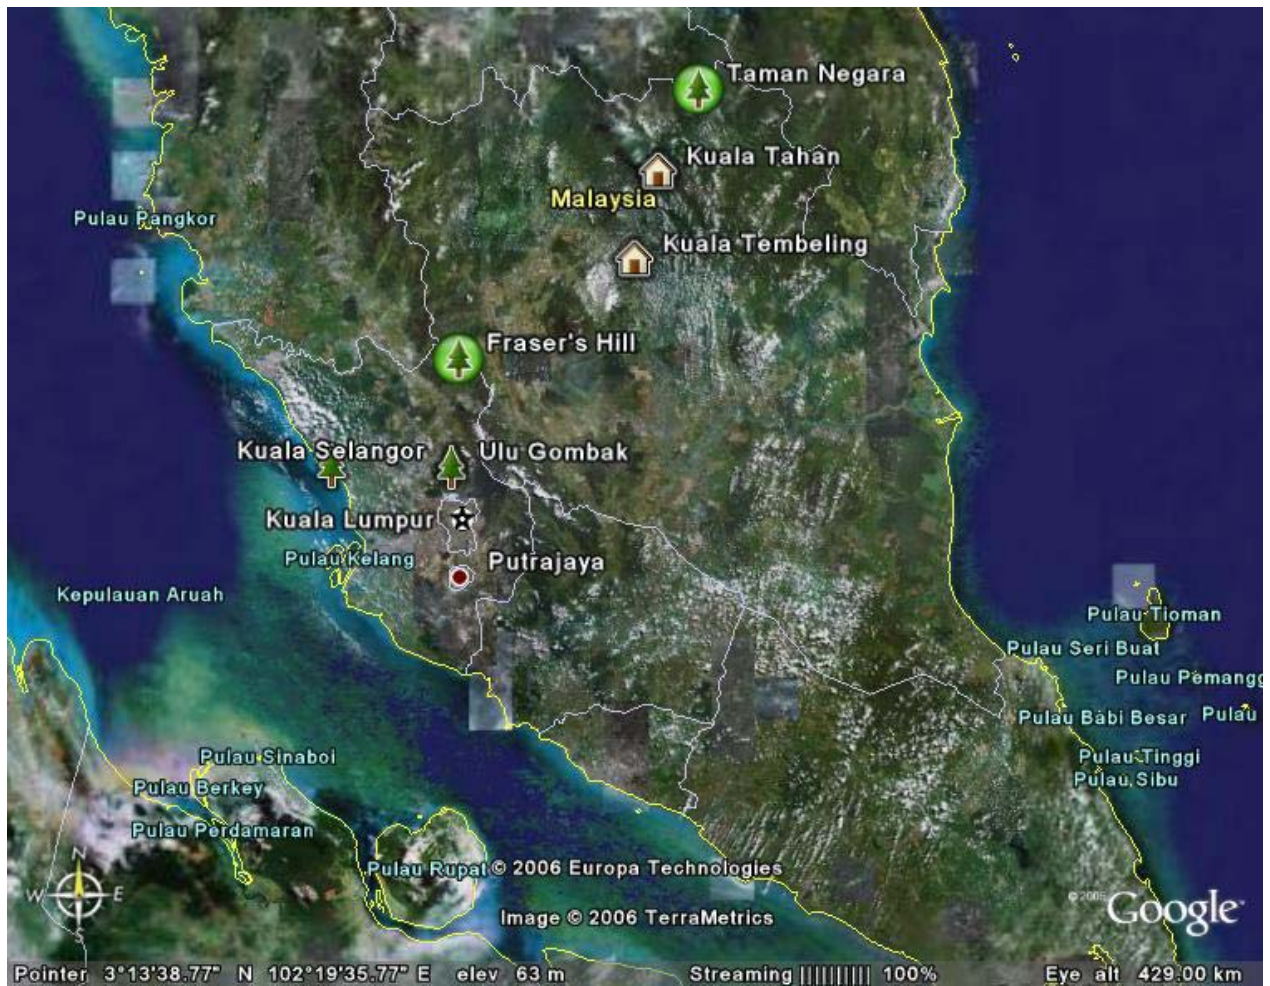 Taman Negara
Kuala Tahan
Malaysia
Pulau Pangkor
Kuala Tembeling
Fraser's Hill
Kuala Selangor
Ulu Gombak
Kuala Lumpur
Pulau Kelang
Putrajaya
Kepulauan Aruah
Pulau Tioman
Pulau Seri Buat
Pulau Pemangg
Pulau Babi Besar
Pulau
Pulau Sinaboi
Pulau Tinggi
Pulau Sibu
Pulau Berkey
Pulau Perdamaran
N
W
E
S
Pulau Rupat
© 2006 Europa Technologies
Image © 2006 TerraMetrics
© 2006
Google
Pointer 3°13'38.77" N 102°19'35.77" E elev 63 m Streaming |||||||||| 100% Eye alt 429.00 km